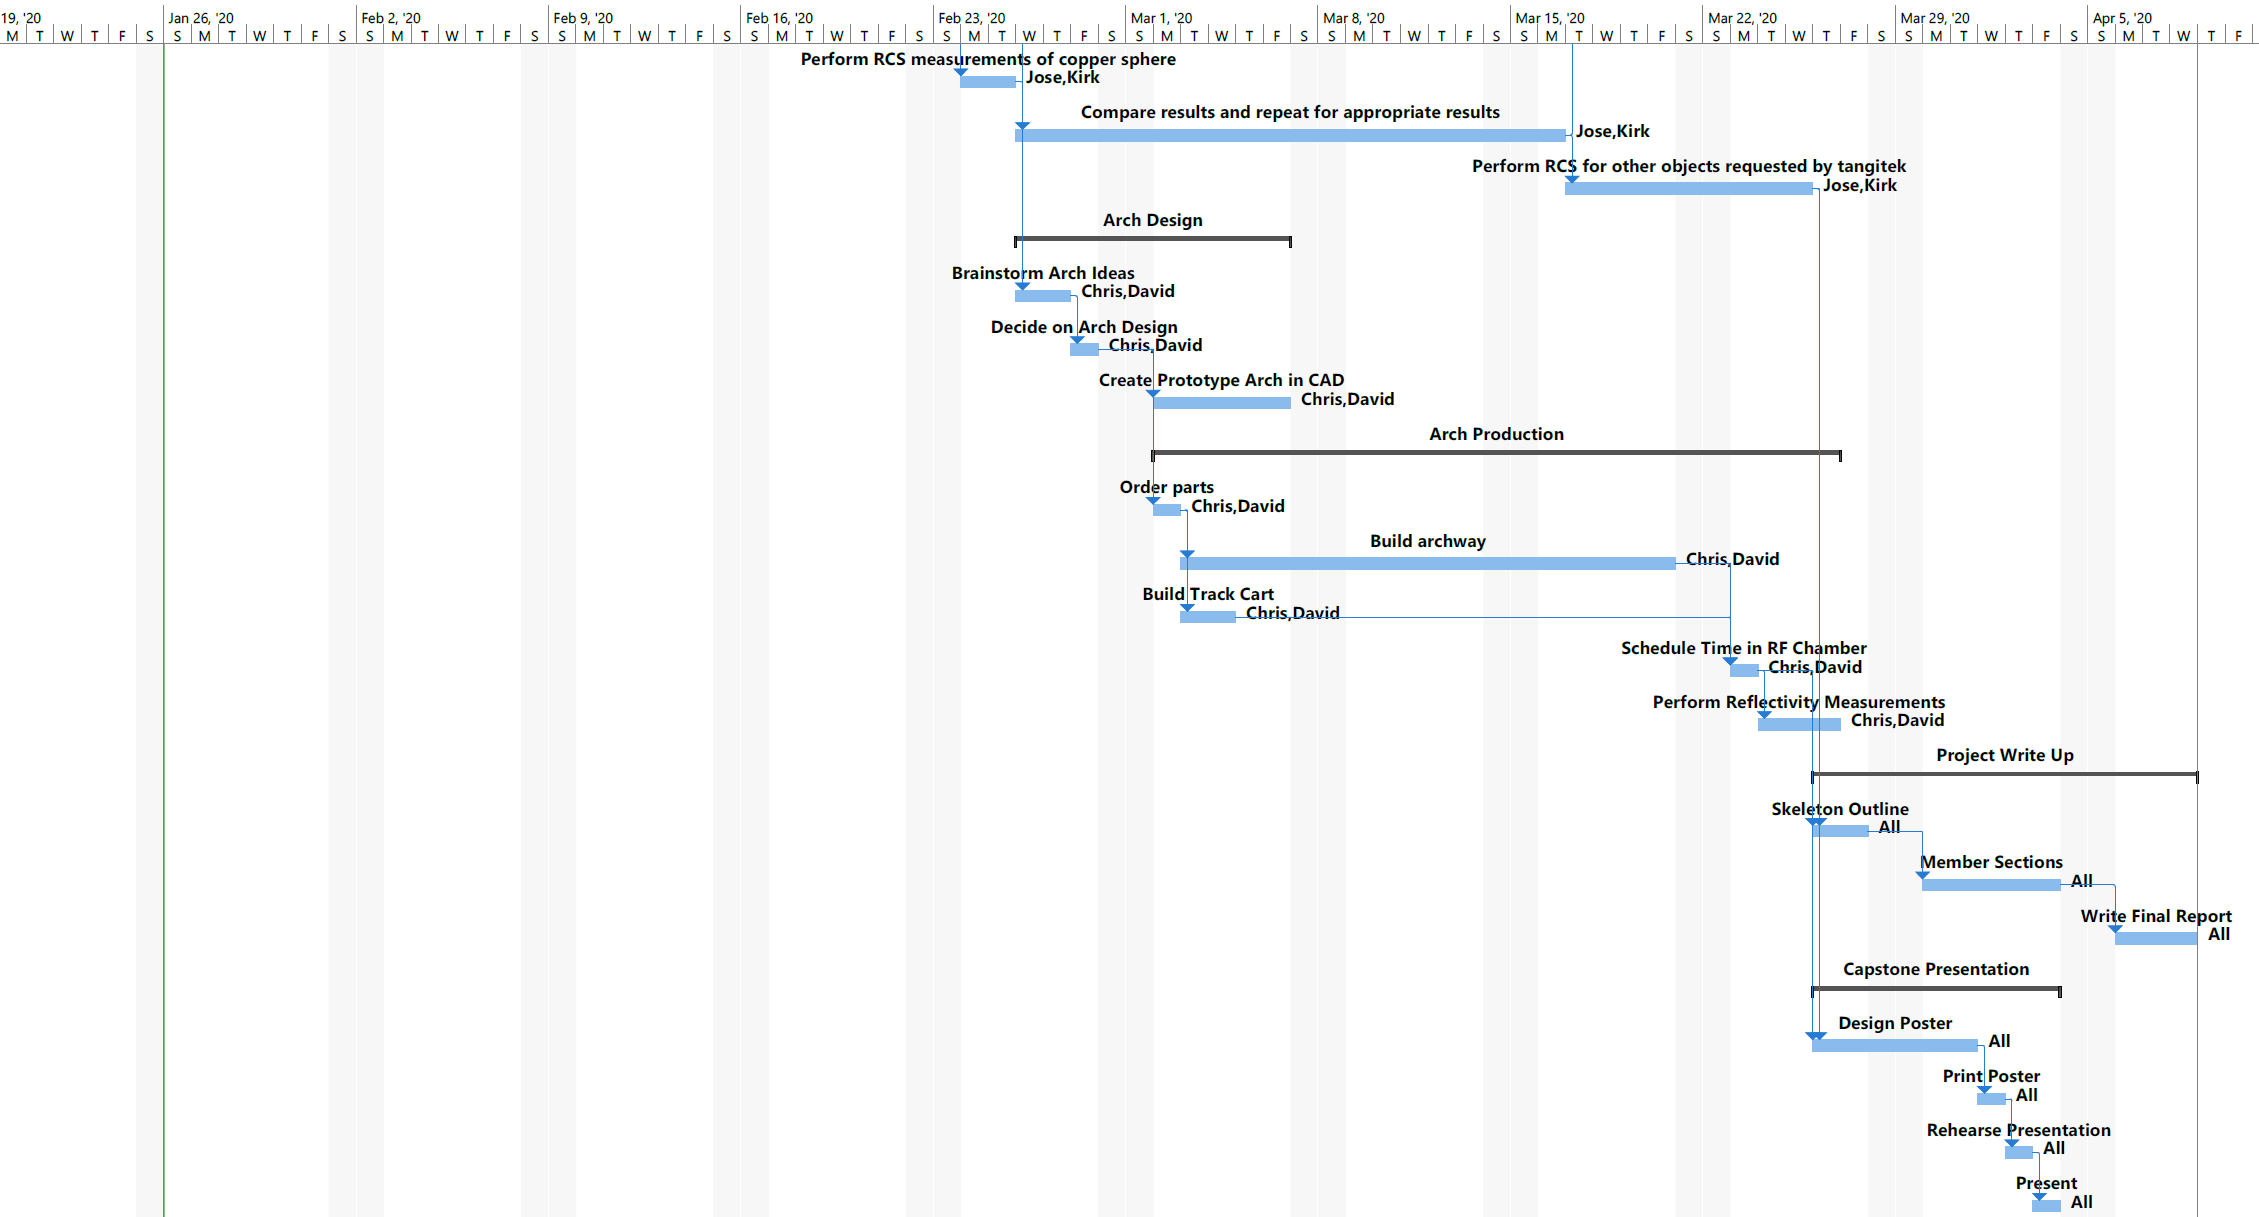 19, '20 Jan 26, '20 Feb 2, '20 Feb 9, '20 Feb 16, '20 Feb 23, '20 Mar 1, '20 Mar 8, '20 Mar 15, '20 Mar 22, '20 Mar 29, '20 Apr 5, '20
M T W T F S S M T W T F S S M T W T F S S M T W T F S S M T W T F S S M T W T F S S M T W T F S S M T W T F S S M T W T F S S M T W T F S S M T W T F S S M T W T F
Perform RCS measurements of copper sphere
Jose,Kirk
Compare results and repeat for appropriate results
Jose,Kirk
Perform RCS for other objects requested by tangitek
Jose,Kirk
Arch Design
Brainstorm Arch Ideas
Chris,David
Decide on Arch Design
Chris,David
Create Prototype Arch in CAD
Chris,David
Arch Production
Order parts
Chris,David
Build archway
Chris,David
Build Track Cart
Chris,David
Schedule Time in RF Chamber
Chris,David
Perform Reflectivity Measurements
Chris,David
Project Write Up
Skeleton Outline
All
Member Sections
All
Write Final Report
All
Capstone Presentation
Design Poster
All
Print Poster
All
Rehearse Presentation
All
Present
All